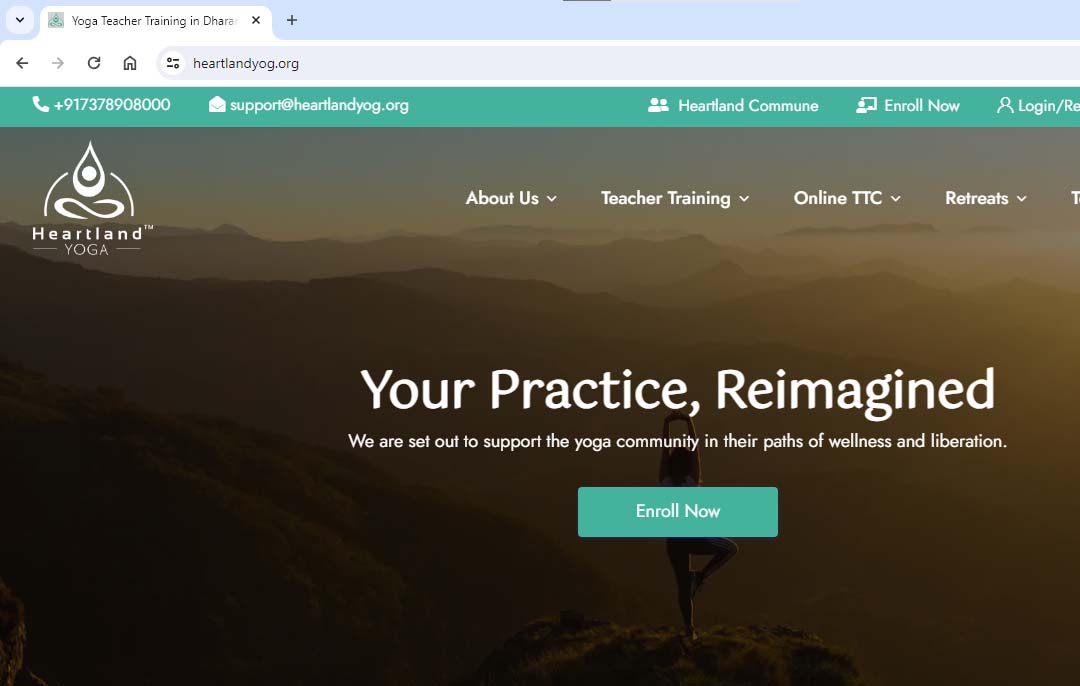 Yoga Teacher Training in Dhara
heartlandyog.org
+917378908000 support@heartlandyog.org Heartland Commune Enroll Now Login/Re
About Us Teacher Training Online TTC Retreats
Heartland™
YOGA
Your Practice, Reimagined
We are set out to support the yoga community in their paths of wellness and liberation.
Enroll Now